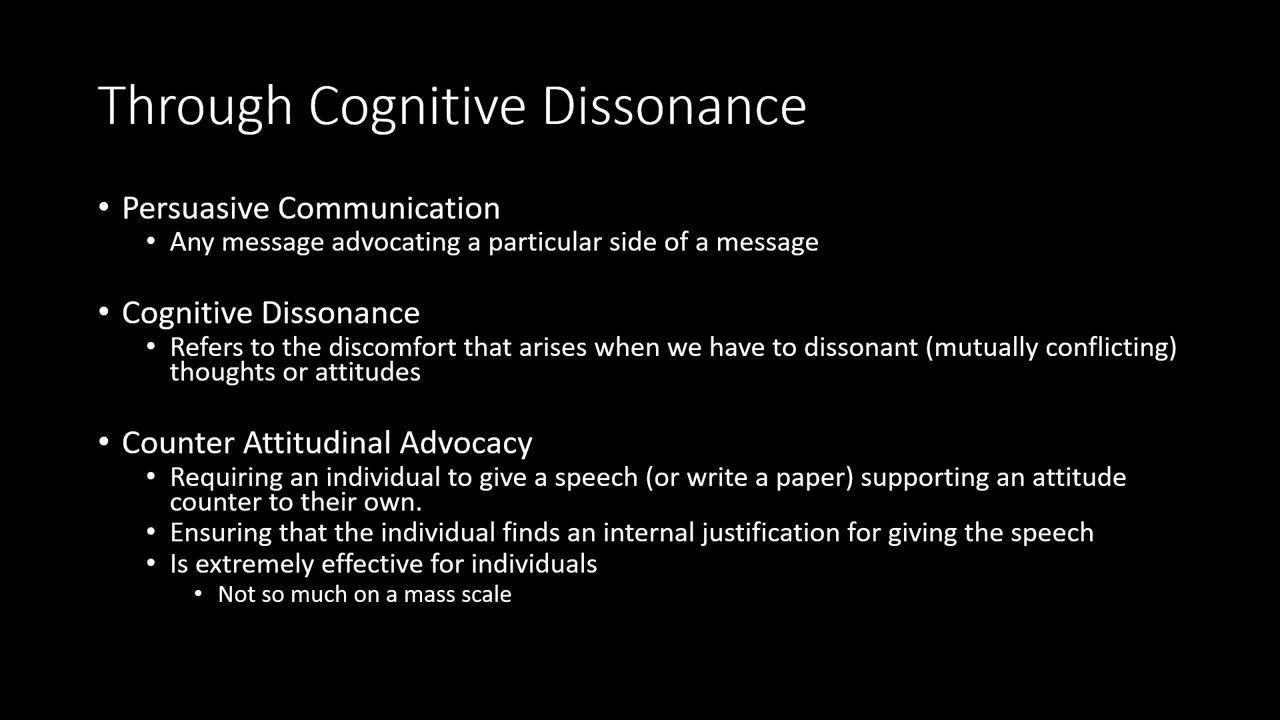 Through Cognitive Dissonance
• Persuasive Communication
• Any message advocating a particular side of a message
• Cognitive Dissonance
• Refers to the discomfort that arises when we have to dissonant (mutually conflicting)
thoughts or attitudes
• Counter Attitudinal Advocacy
• Requiring an individual to give a speech (or write a paper) supporting an attitude
counter to their own.
• Ensuring that the individual finds an internal justification for giving the speech
• Is extremely effective for individuals
• Not so much on a mass scale